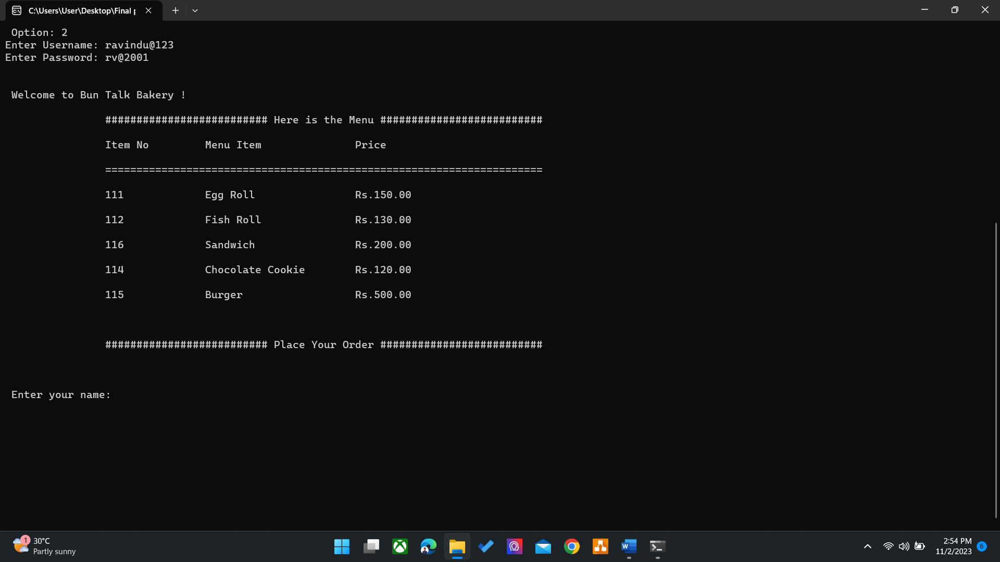 C:\Users\User\Desktop\Final p
Option: 2
Enter Username: ravindu@123
Enter Password: rv@2001
Welcome to Bun Talk Bakery !
########################## Here is the Menu ##########################
Item No Menu Item Price
======================================================================
111 Egg Roll Rs.150.00
112 Fish Roll Rs.130.00
116 Sandwich Rs.200.00
114 Chocolate Cookie Rs.120.00
115 Burger Rs.500.00
########################## Place Your Order ##########################
Enter your name:
1
30°C
Partly sunny
2:54 PM
11/2/2023
6